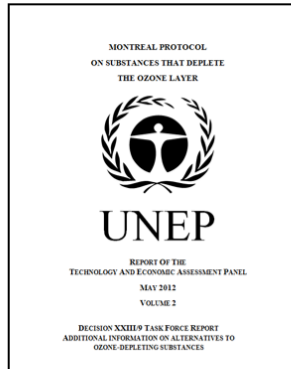 MONTREAL PROTOCOL
ON SUBSTANCES THAT DEPLETE
THE OZONE LAYER
UNEP
REPORT OF THE
TECHNOLOGY AND ECONOMIC ASSESSMENT PANEL
MAY 2012
VOLUME 2
DECISION XXIII/9 TASK FORCE REPORT
ADDITIONAL INFORMATION ON ALTERNATIVES TO
OZONE-DEPLETING SUBSTANCES